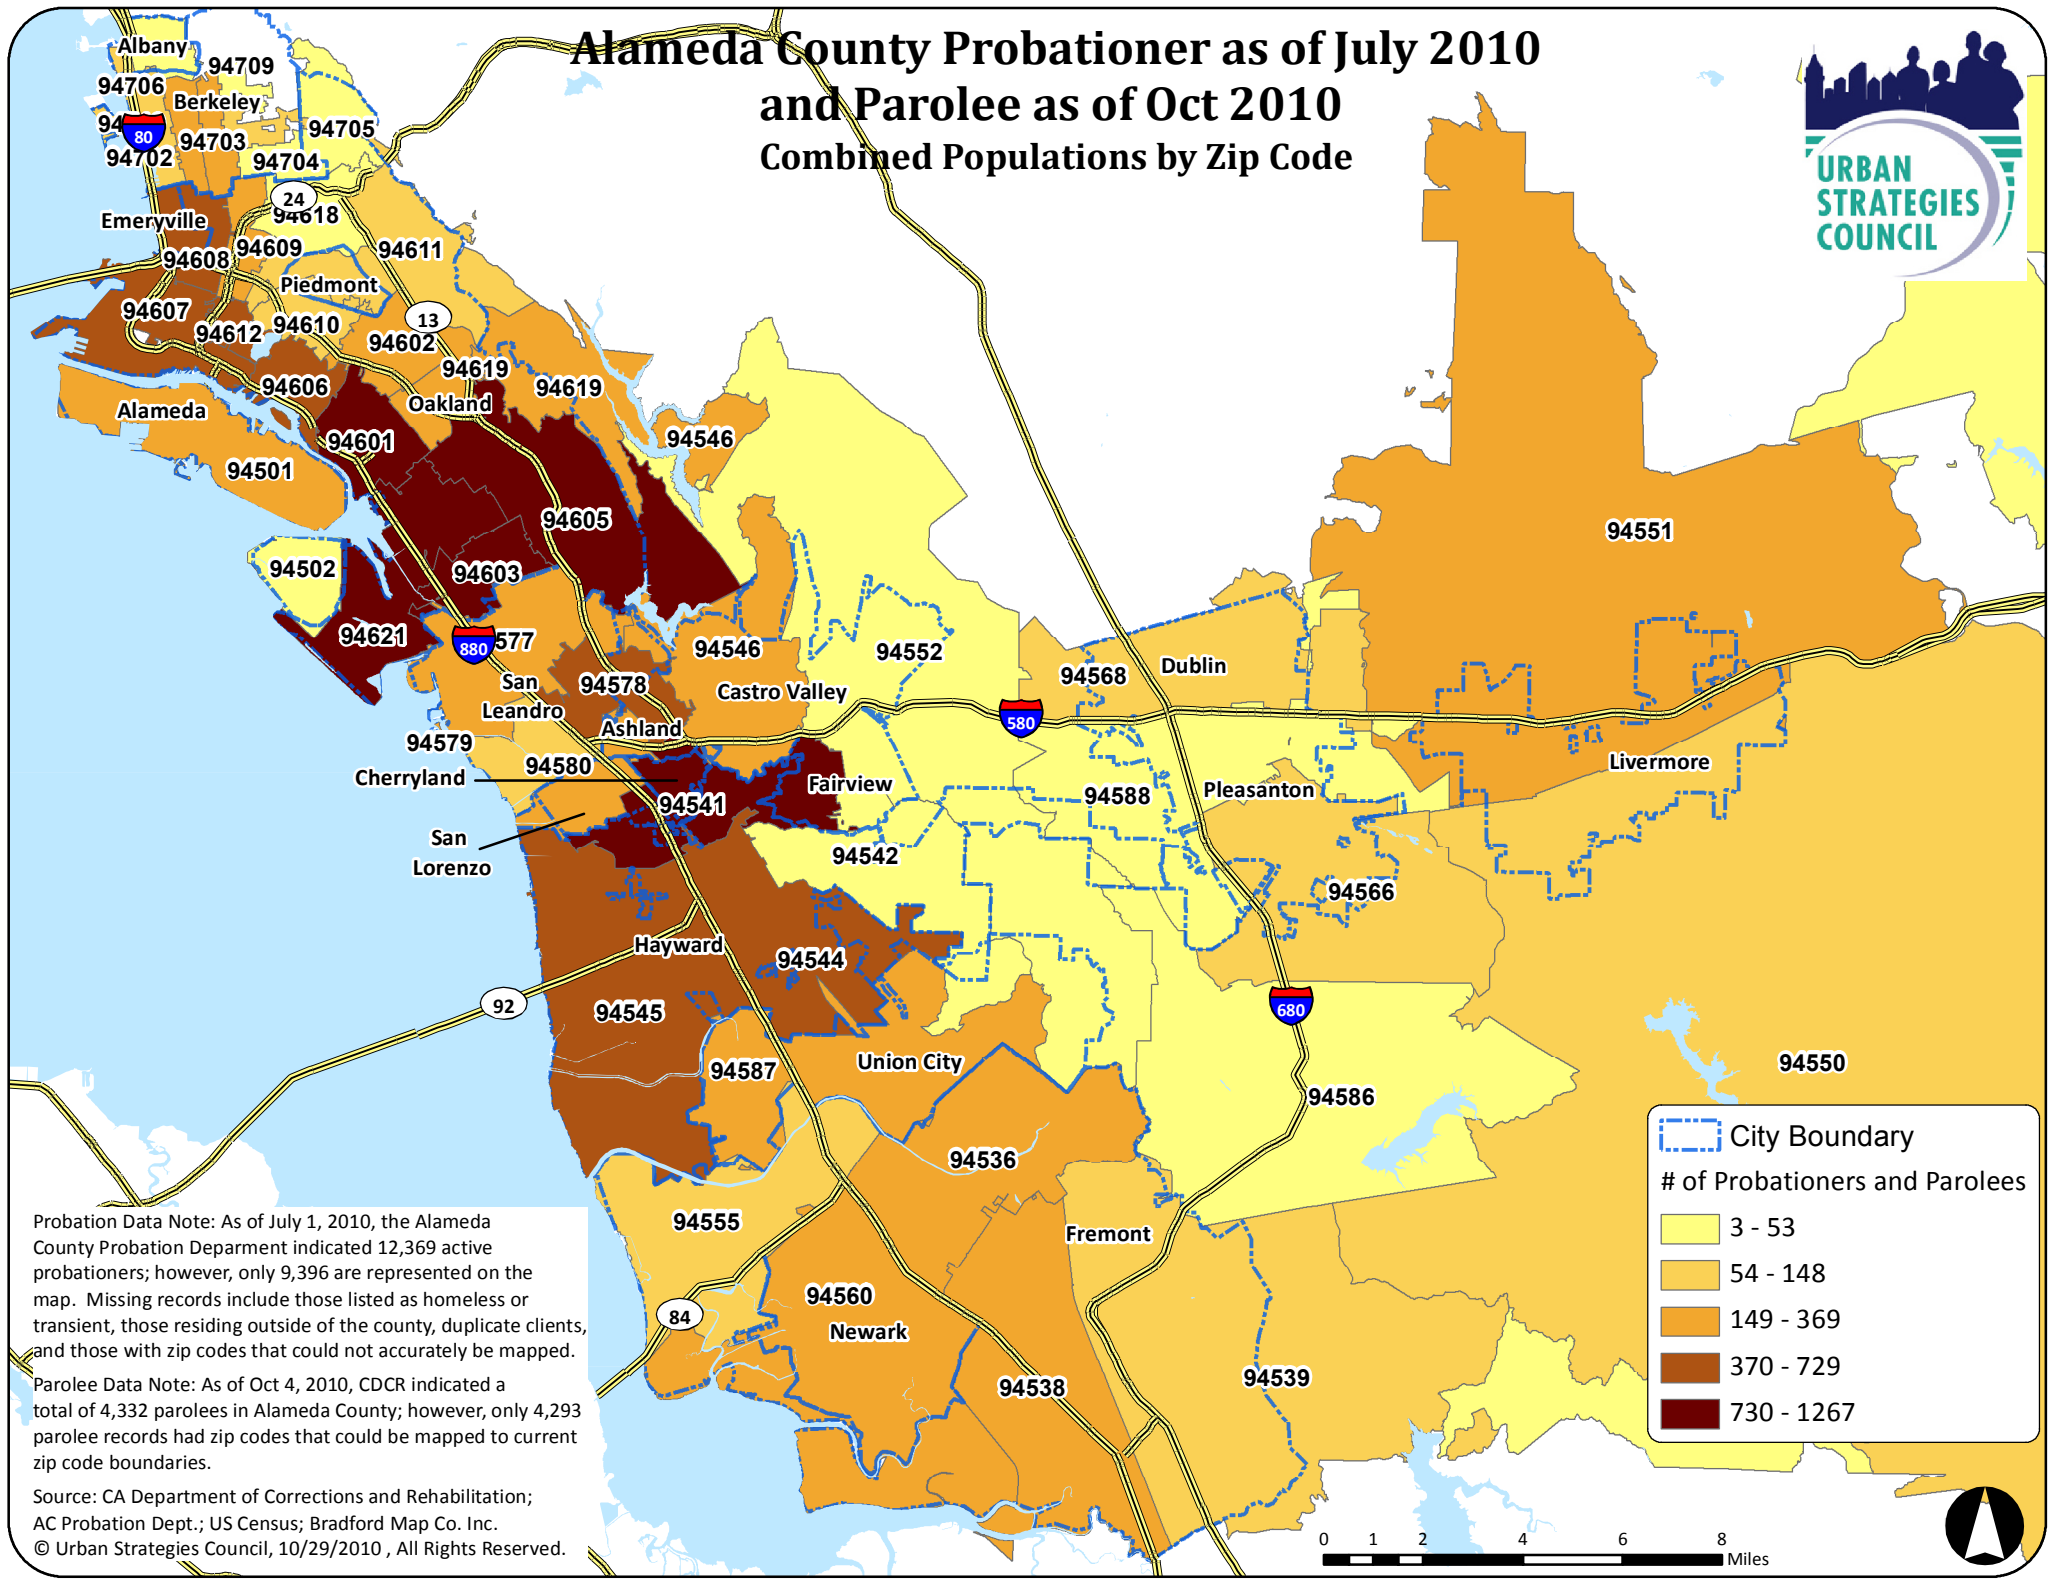 Alameda County Probationer as of July 2010
and Parolee as of Oct 2010
Combined Populations by Zip Code
URBAN
STRATEGIES
COUNCIL
Albany
94709
94706
Berkeley
94
80
94703
94705
94702
94704
24
94618
Emeryville
94609
94611
94608
Piedmont
94607
94612
94610
13
94602
94619
94619
94606
Oakland
Alameda
94601
94546
94501
94605
94551
94502
94603
94621
880
577
94546
94552
94568
Dublin
San
Leandro
94578
Castro Valley
580
Ashland
94579
94580
Cherryland
Fairview
94541
94588
Pleasanton
Livermore
San
Lorenzo
94542
94566
Hayward
94544
92
94545
680
Union City
94587
94550
94586
94536
94555
Fremont
94560
Newark
84
94538
94539
City Boundary
# of Probationers and Parolees
3 - 53
54 - 148
149 - 369
370 - 729
730 - 1267
Probation Data Note: As of July 1, 2010, the Alameda
County Probation Deparment indicated 12,369 active
probationers; however, only 9,396 are represented on the
map. Missing records include those listed as homeless or
transient, those residing outside of the county, duplicate clients,
and those with zip codes that could not accurately be mapped.
Parolee Data Note: As of Oct 4, 2010, CDCR indicated a
total of 4,332 parolees in Alameda County; however, only 4,293
parolee records had zip codes that could be mapped to current
zip code boundaries.
Source: CA Department of Corrections and Rehabilitation;
AC Probation Dept.; US Census; Bradford Map Co. Inc.
© Urban Strategies Council, 10/29/2010 , All Rights Reserved.
0 1 2 4 6 8
Miles